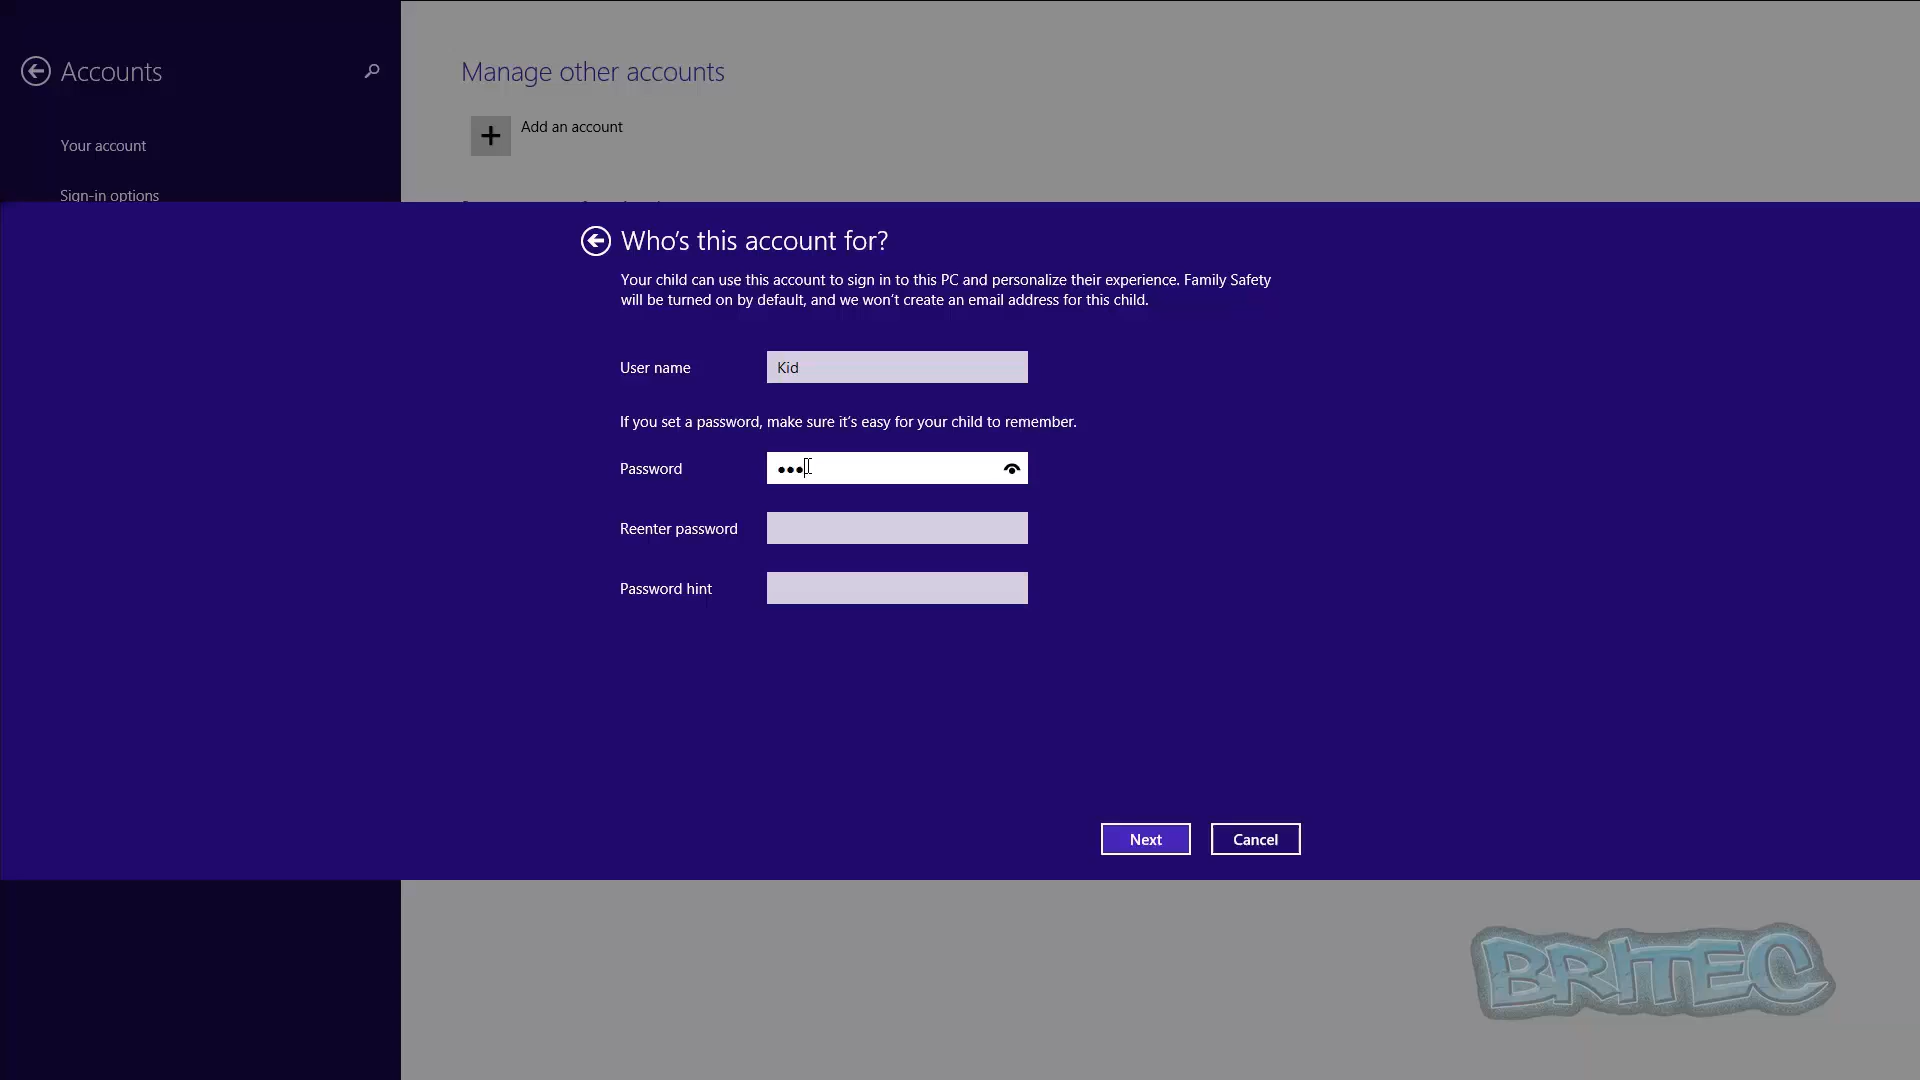 Accounts
Your account
Sign-in options
Manage other accounts
Add an account
Who’s this account for?
Your child can use this account to sign in to this PC and personalize their experience. Family Safety
will be turned on by default, and we won’t create an email address for this child.
User name
Kid
If you set a password, make sure it’s easy for your child to remember.
Password
Reenter password
Password hint
Next
Cancel
BRITEC